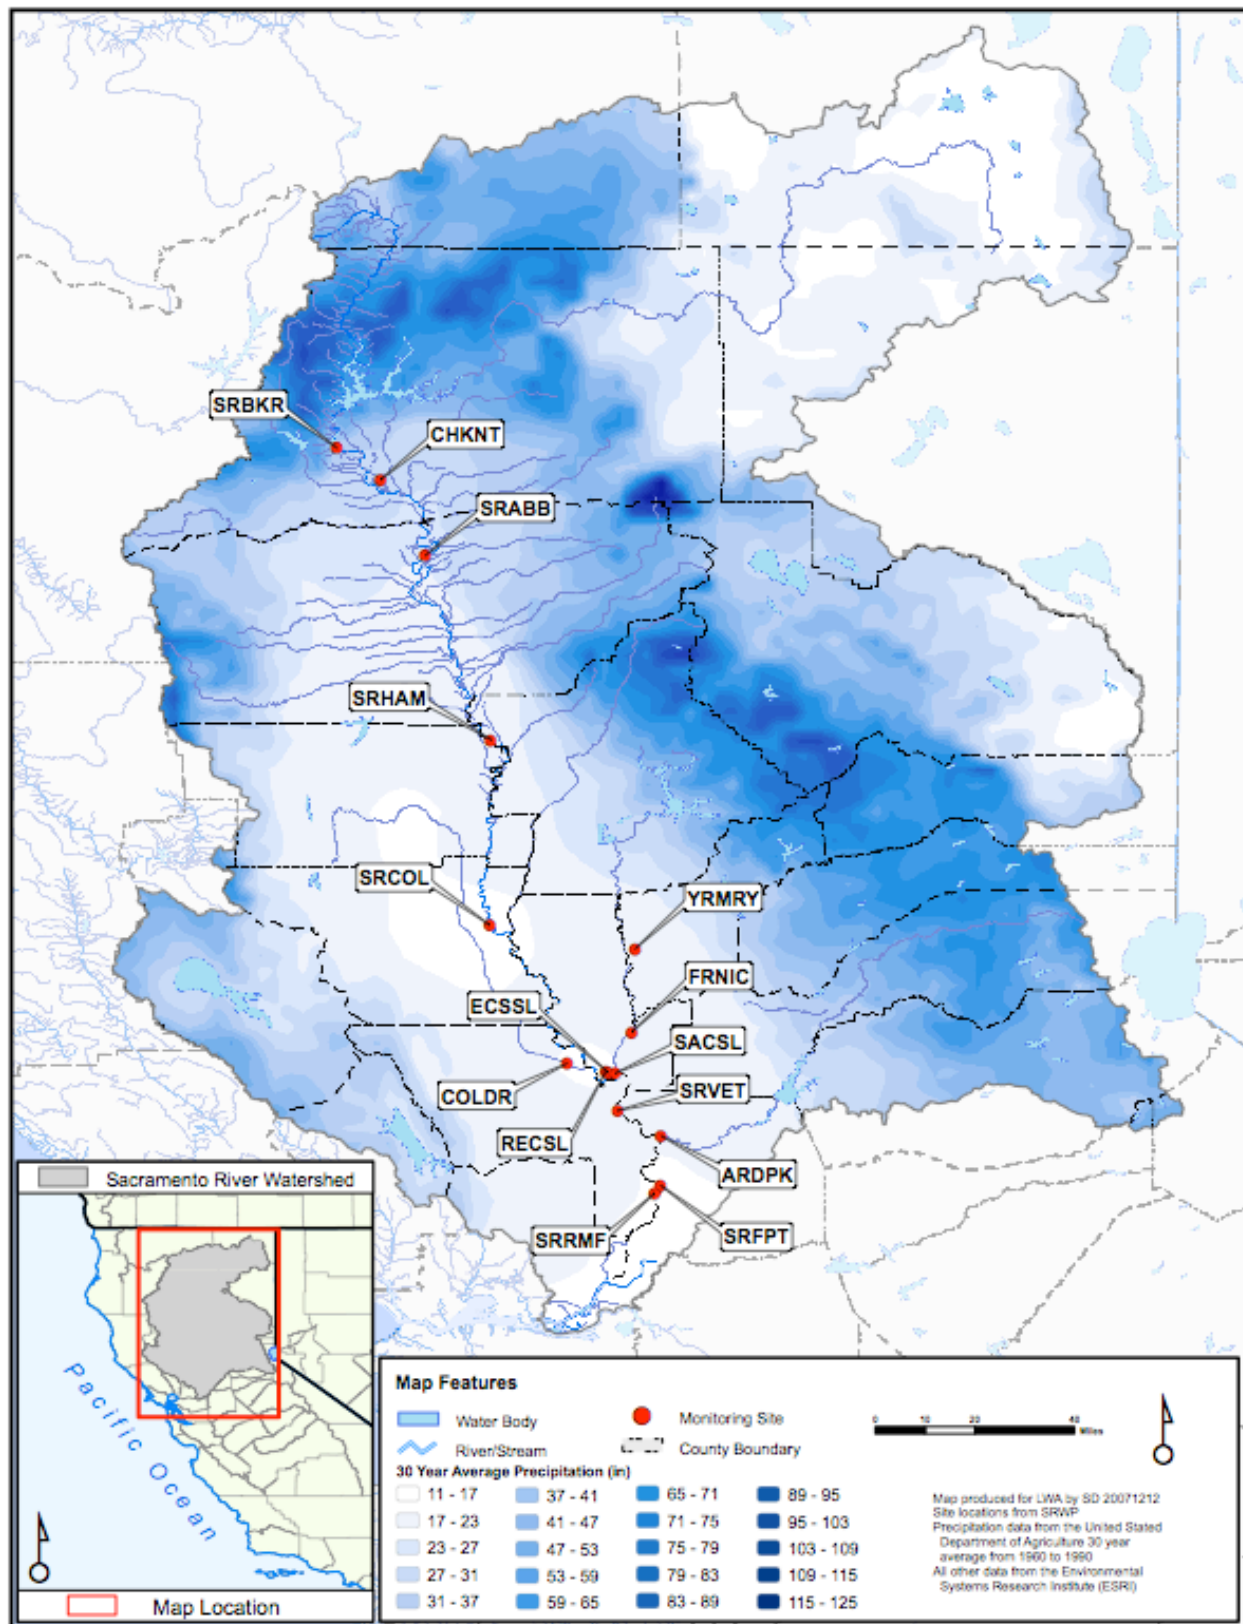 SRBKR
CHKNT
SRABB
SRHAM
SRCOL
YRMRY
FRNIC
ECSSL
SACSL
COLDR
SRVET
RECSL
ARDPK
SRRMF
SRFPT
Sacramento River Watershed
Pacific Ocean
Map Location
Map Features
Water Body
Monitoring Site
River/Stream
County Boundary
0 10 20 40
Miles
30 Year Average Precipitation (in)
11 - 17
17 - 23
23 - 27
27 - 31
31 - 37
37 - 41
41 - 47
47 - 53
53 - 59
59 - 65
65 - 71
71 - 75
75 - 79
79 - 83
83 - 89
89 - 95
95 - 103
103 - 109
109 - 115
115 - 125
Map produced for LWA by SD 20071212
Site locations from SRWP
Precipitation data from the United Stated
Department of Agriculture 30 year
average from 1960 to 1990
All other data from the Environmental
Systems Research Institute (ESRI)